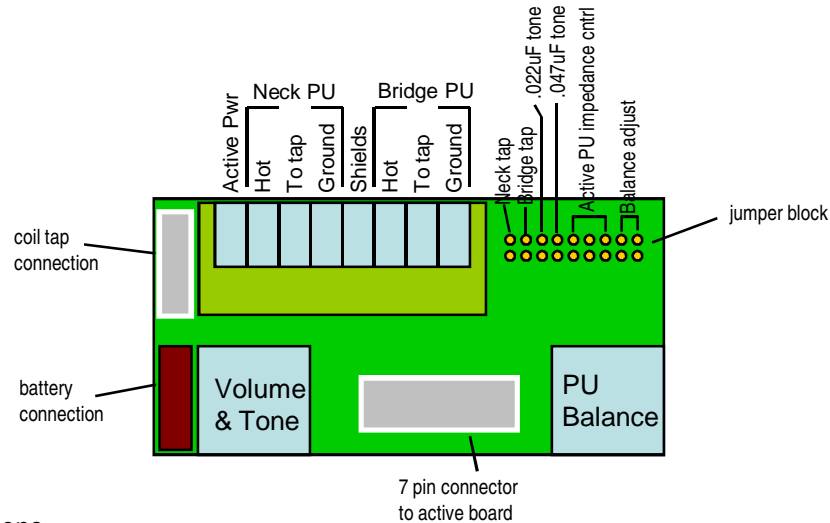 Neck PU
Bridge PU
Active Pwr
Hot
To tap
Ground
Shields
Hot
To tap
Ground
Neck tap
Bridge tap
.022uF tone
.047uF tone
Active PU impedance cntrl
Balance adjust
jumper block
coil tap
connection
battery
connection
Volume
& Tone
PU
Balance
7 pin connector
to active board